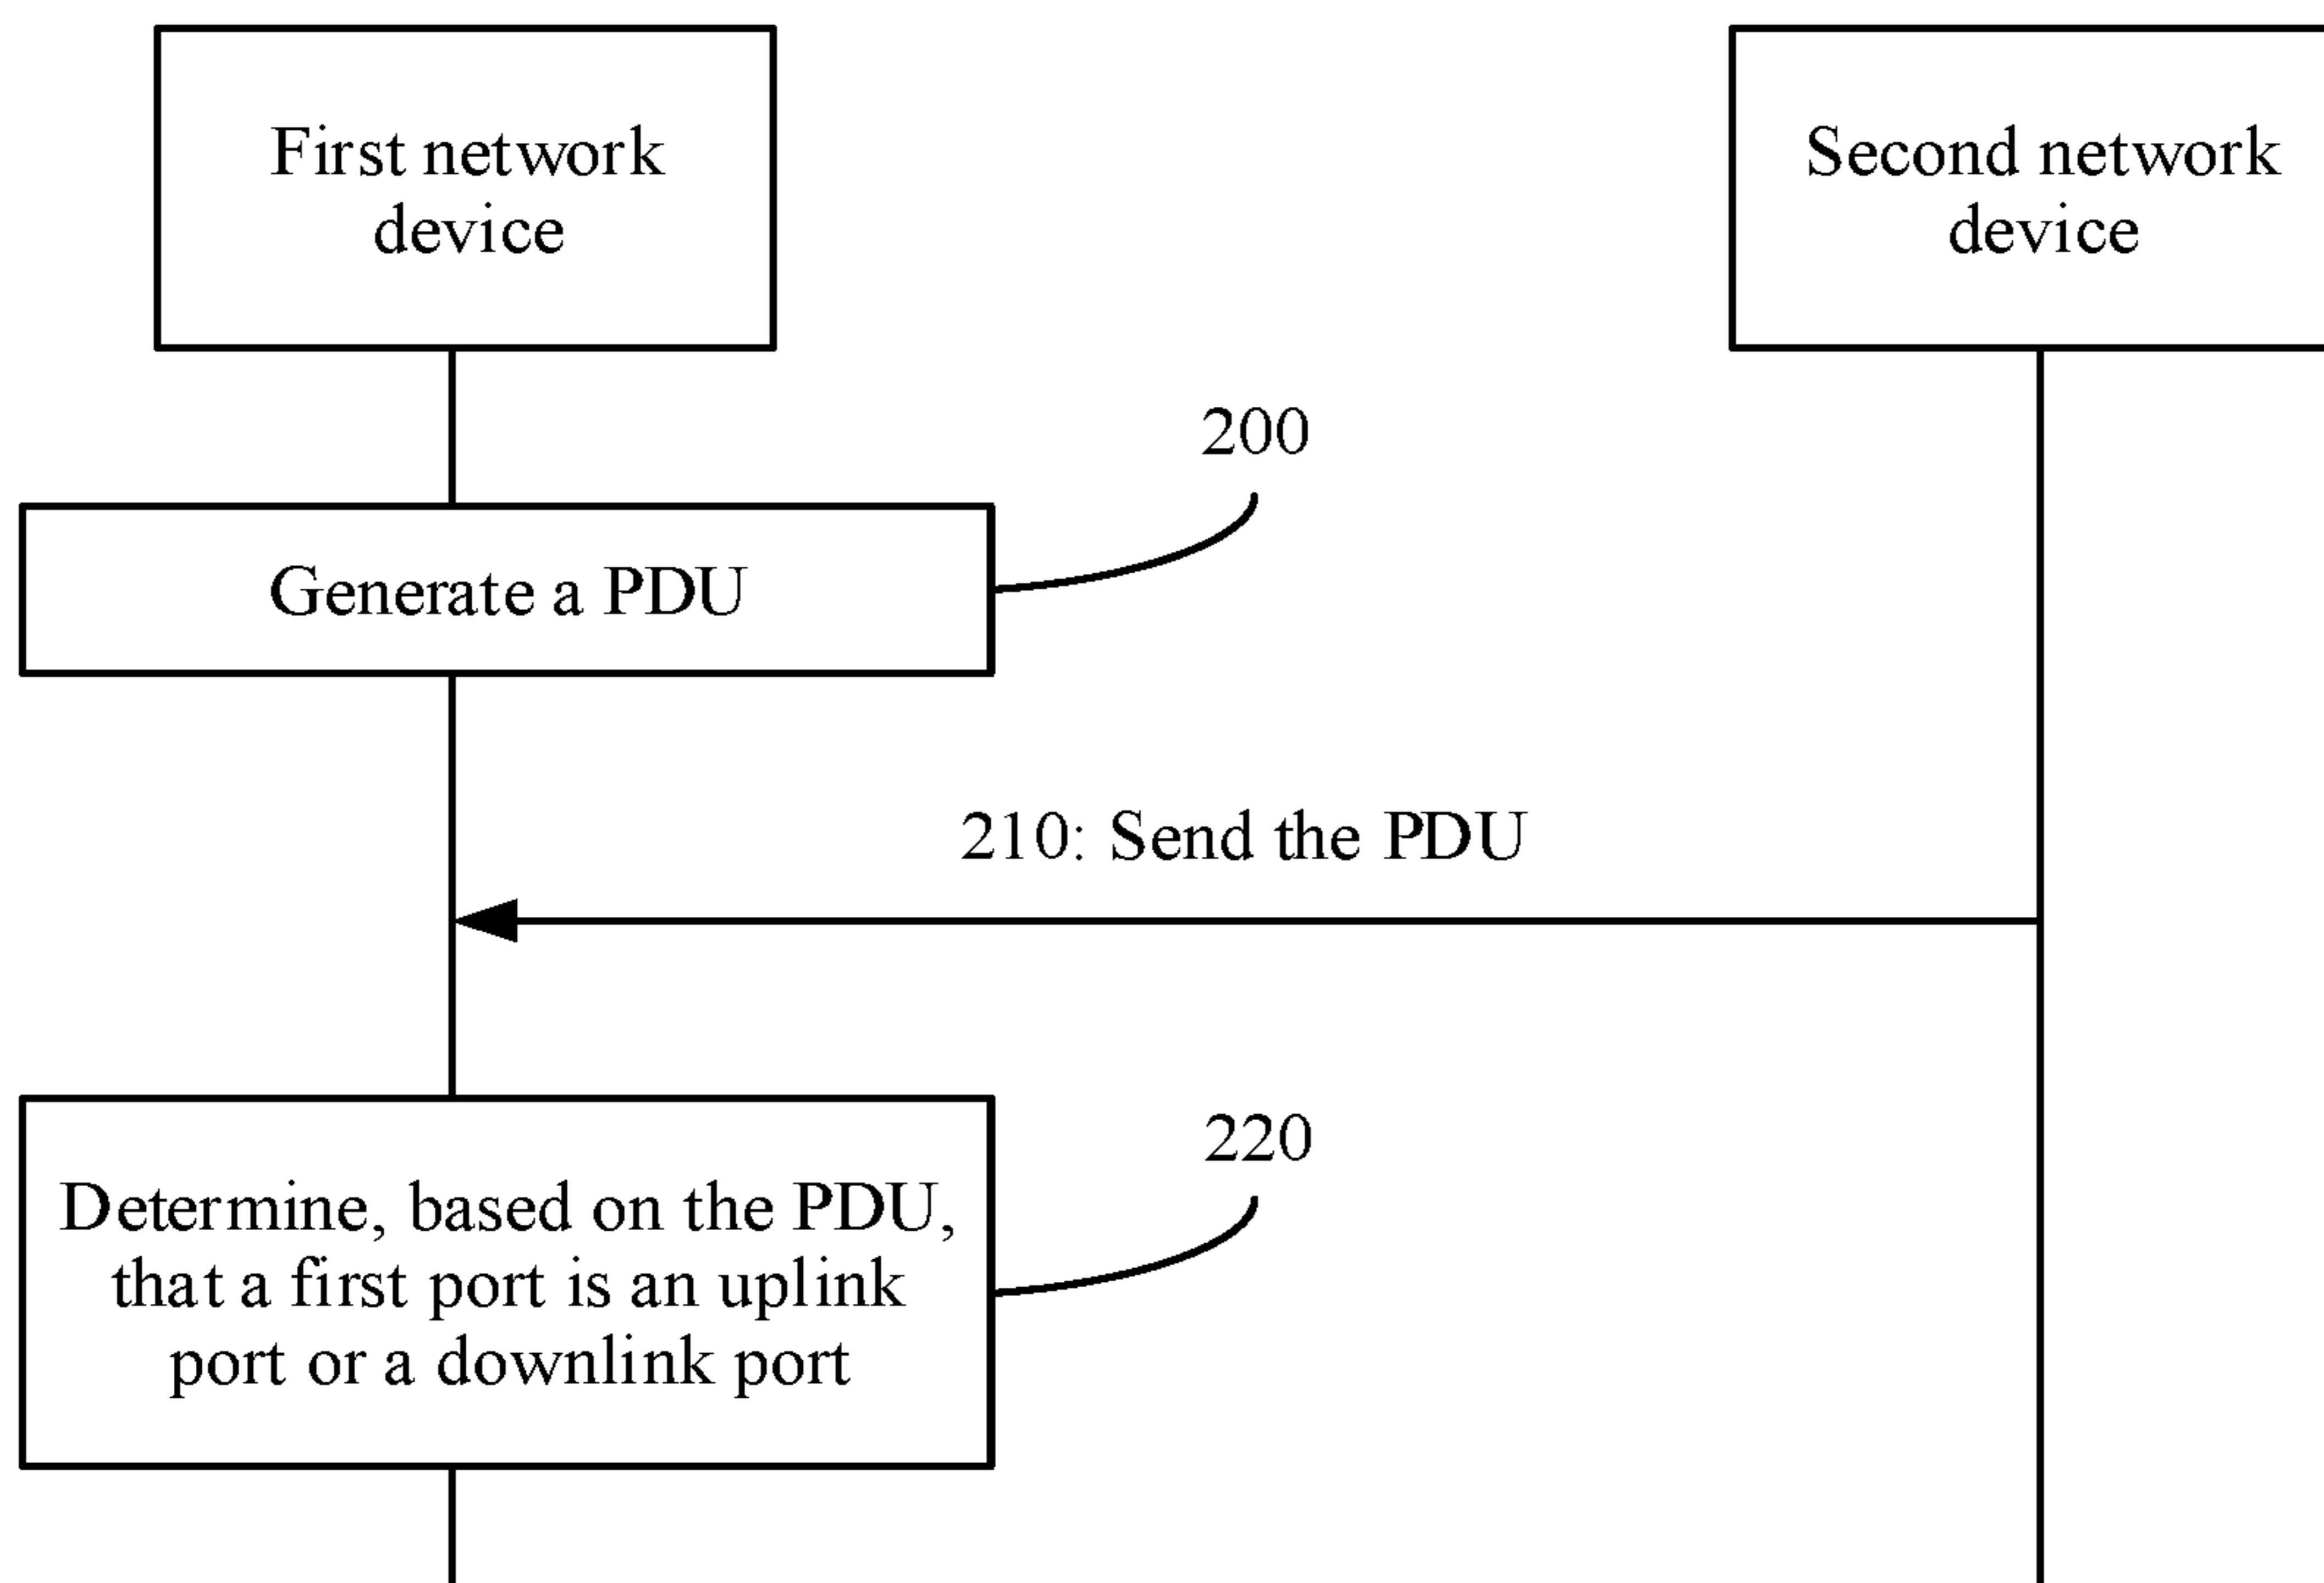 First network
device
Second network
device
200
Generate a PDU
210: Send the PDU
220
Determine, based on the PDU,
that a first port is an uplink
port or a downlink port